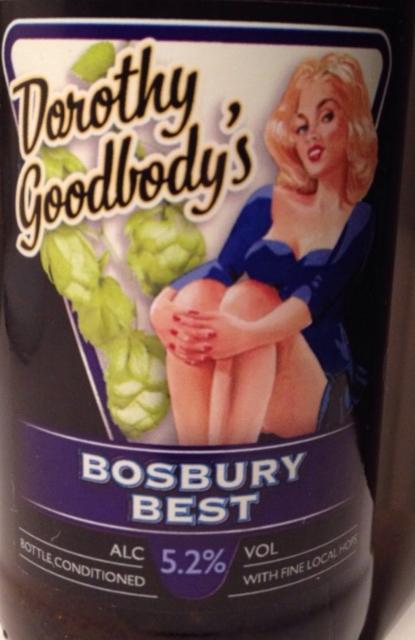 Dorothy
Goodbody's
BOSBURY
BEST
ALC 5.2% VOL
BOTTLE CONDITIONED WITH FINE LOCAL HOPS